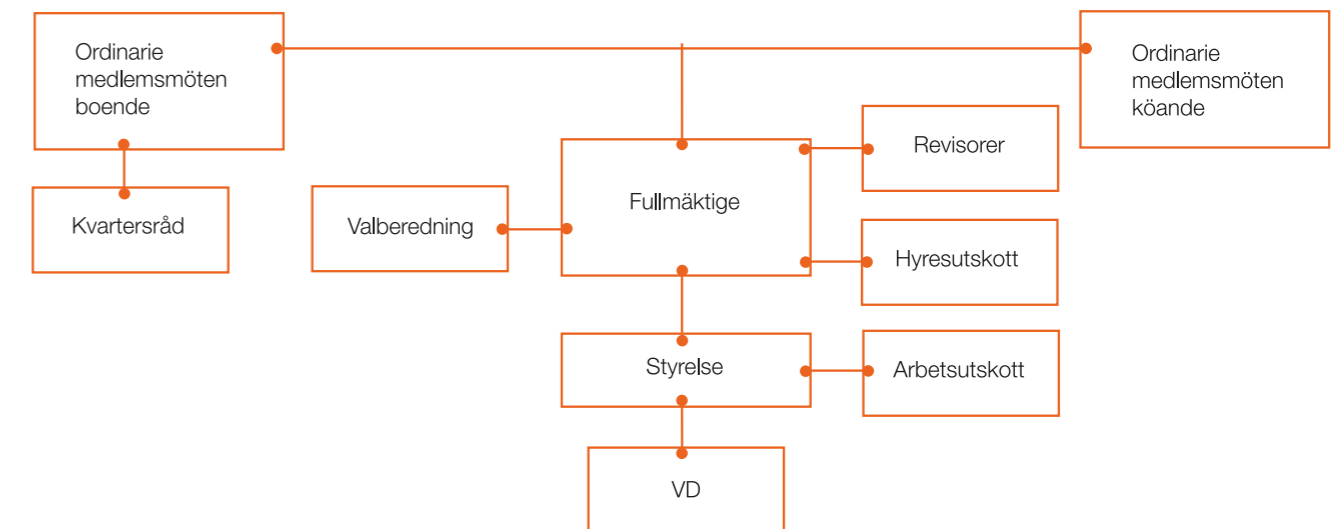 Ordinarie
medlemsmöten
boende
Ordinarie
medlemsmöten
köande
Revisorer
Fullmäktige
Kvartersråd
Valberedning
Hyresutskott
Styrelse
Arbetsutskott
VD